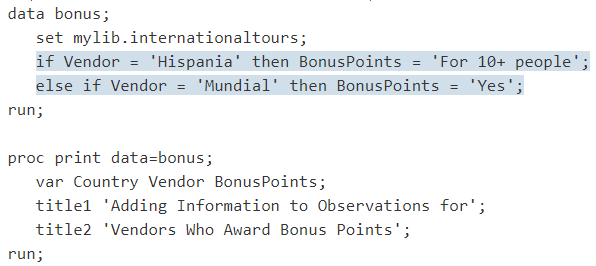 data bonus;
set mylib.internationaltours;
if Vendor = 'Hispania' then BonusPoints = 'For 10+ people';
else if Vendor = 'Mundial' then BonusPoints = 'Yes';
run;
proc print data=bonus;
var Country Vendor BonusPoints;
title1 'Adding Information to Observations for';
title2 'Vendors Who Award Bonus Points';
run;